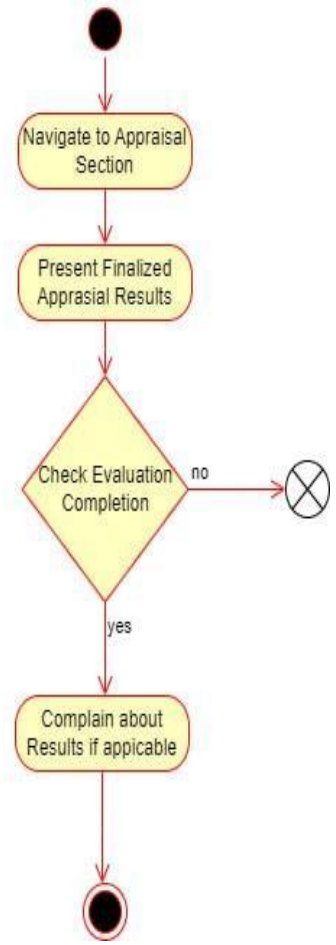 Navigate to Appraisal
Section
Present Finalized
Apprasial Results
Check Evaluation
Completion
no
yes
Complain about
Results if appicable